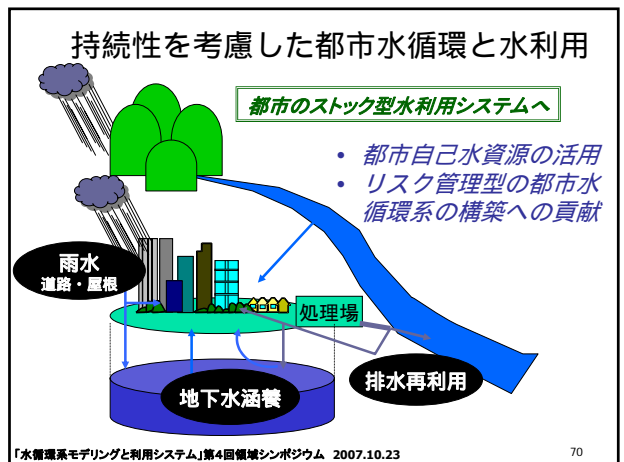 持続性を考慮した都市水循環と水利用
都市のストック型水利用システムへ
• 都市自己水資源の活用
• リスク管理型の都市水
循環系の構築への貢献
雨水
道路・屋根
処理場
地下水涵養
排水再利用
「水循環系モデリングと利用システム」第4回領域シンポジウム 2007.10.23
70